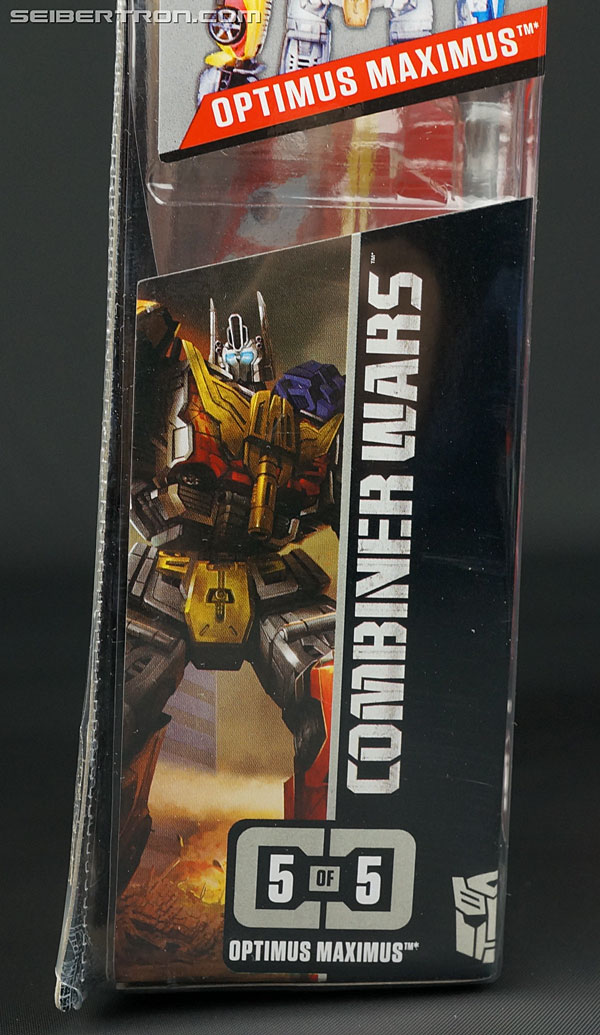 SEIBERTRON.COM
OPTIMUS MAXIMUS™*
COMBINER WARS™*
5 OF 5
OPTIMUS MAXIMUS™*